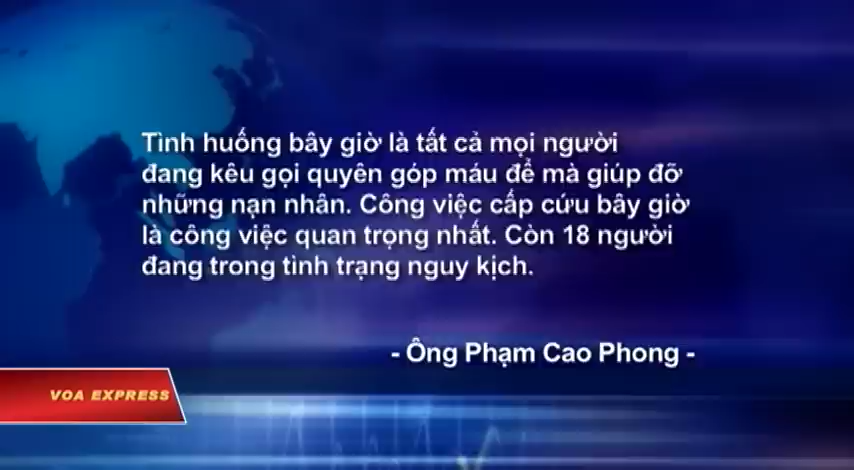 Tình huống bây giờ là tất cả mọi người
đang kêu gọi quyên góp máu để mà giúp đỡ
những nạn nhân. Công việc cấp cứu bây giờ
là công việc quan trọng nhất. Còn 18 người
đang trong tình trạng nguy kịch.
- Ông Phạm Cao Phong -
VOA EXPRESS